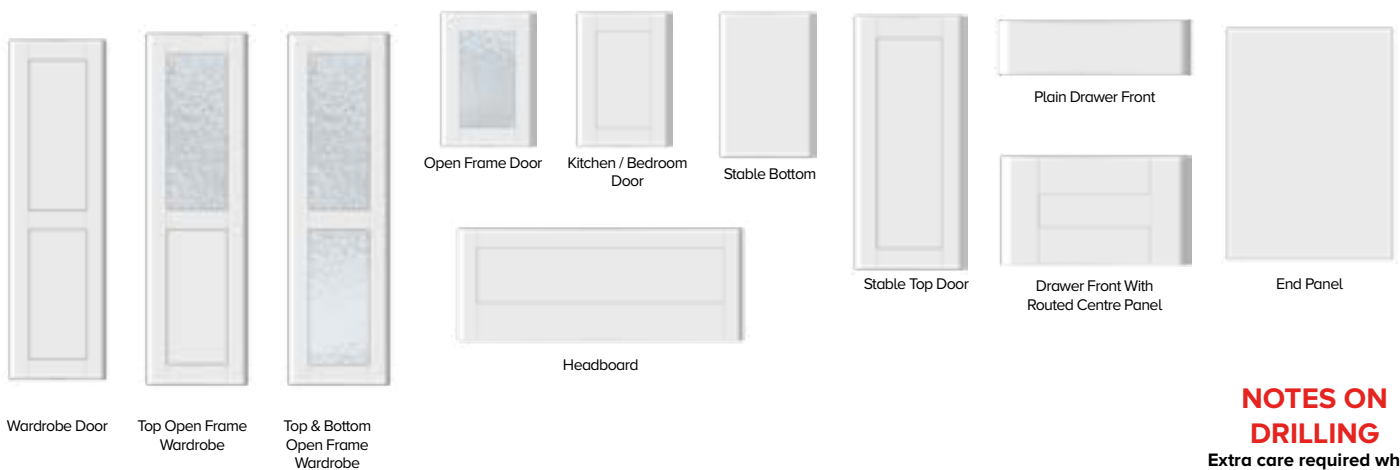 Plain Drawer Front
Open Frame Door
Kitchen / Bedroom
Door
Stable Bottom
Stable Top Door
Drawer Front With
Routed Centre Panel
End Panel
Headboard
Wardrobe Door
Top Open Frame
Wardrobe
Top & Bottom
Open Frame
Wardrobe
NOTES ON
DRILLING
Extra care required